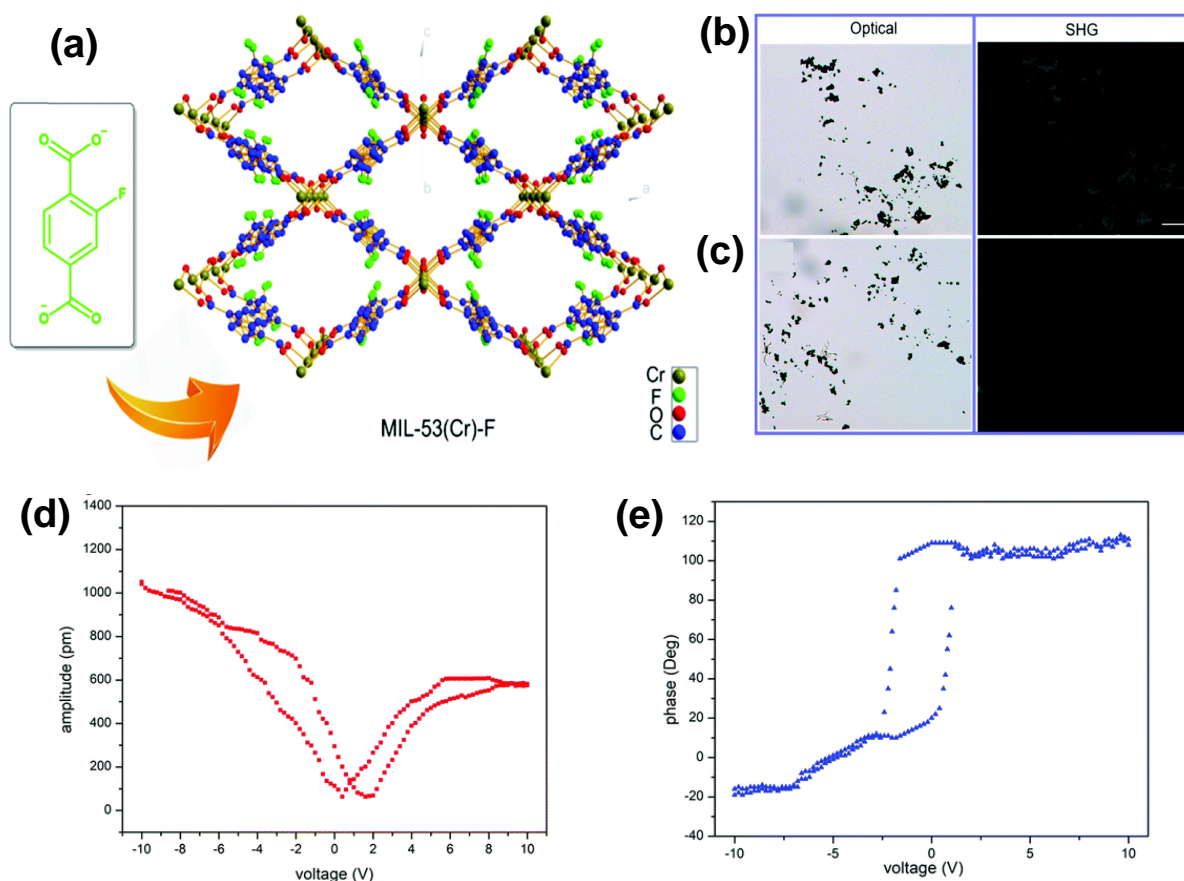 (a)
O
O⁻
F
O⁻
O
c
b
a
Cr
F
O
C
MIL-53(Cr)-F
(b)
Optical
SHG
(c)
(d)
1400
1200
1000
800
600
400
200
0
amplitude (pm)
-10 -8 -6 -4 -2 0 2 4 6 8 10
voltage (V)
(e)
120
100
80
60
40
20
0
-20
-40
phase (Deg)
-10 -5 0 5 10
voltage (V)